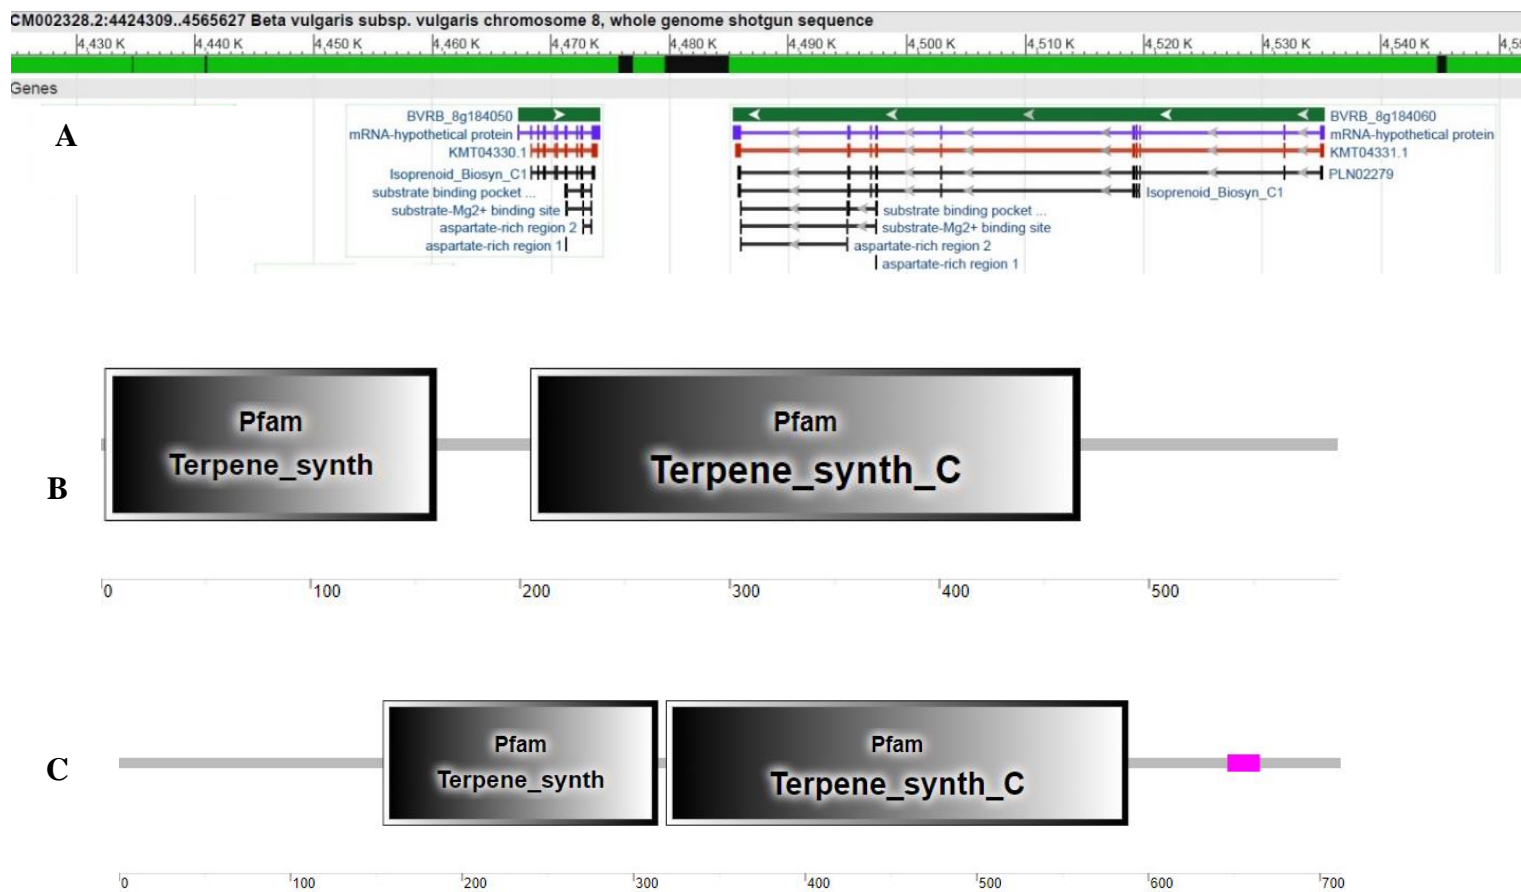 CM002328.2:4424309..4565627 Beta vulgaris subsp. vulgaris chromosome 8, whole genome shotgun sequence
4,430 K 4,440 K 4,450 K 4,460 K 4,470 K 4,480 K 4,490 K 4,500 K 4,510 K 4,520 K 4,530 K 4,540 K 4,5
Genes
A
BVRB_8g184050 BVRB_8g184060
mRNA-hypothetical protein mRNA-hypothetical protein
KMT04330.1 KMT04331.1
Isoprenoid_Biosyn_C1 PLN02279
substrate binding pocket ... Isoprenoid_Biosyn_C1
substrate-Mg2+ binding site substrate binding pocket ...
aspartate-rich region 2 substrate-Mg2+ binding site
aspartate-rich region 1 aspartate-rich region 2
aspartate-rich region 1
Pfam Pfam
Terpene_synth Terpene_synth_C
B
0 100 200 300 400 500
Pfam Pfam
Terpene_synth Terpene_synth_C
C
0 100 200 300 400 500 600 700